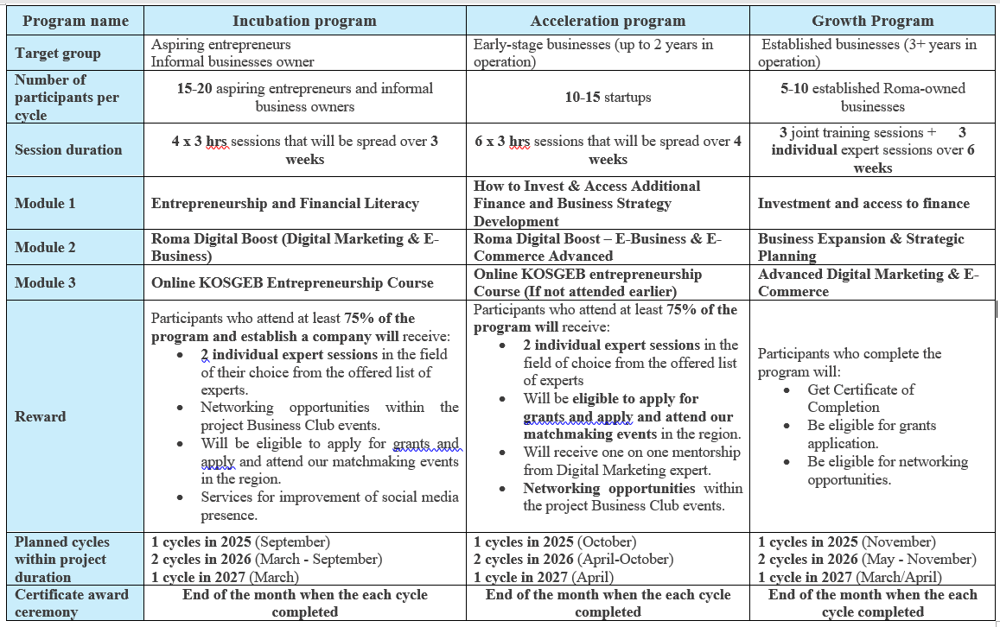 Program name
Incubation program
Acceleration program
Growth Program
Target group
Aspiring entrepreneurs
Informal businesses owner
Early-stage businesses (up to 2 years in
operation)
Established businesses (3+ years in
operation)
Number of
participants per
cycle
15-20 aspiring entrepreneurs and informal
business owners
10-15 startups
5-10 established Roma-owned
businesses
Session duration
4 x 3 hrs sessions that will be spread over 3
weeks
6 x 3 hrs sessions that will be spread over 4
weeks
3 joint training sessions + 3
individual expert sessions over 6
weeks
Module 1
Entrepreneurship and Financial Literacy
How to Invest & Access Additional
Finance and Business Strategy
Development
Investment and access to finance
Module 2
Roma Digital Boost (Digital Marketing & E-
Business)
Roma Digital Boost – E-Business & E-
Commerce Advanced
Business Expansion & Strategic
Planning
Module 3
Online KOSGEB Entrepreneurship Course
Online KOSGEB entrepreneurship
Course (If not attended earlier)
Advanced Digital Marketing & E-
Commerce
Reward
Participants who attend at least 75% of the
program and establish a company will receive:
• 2 individual expert sessions in the field
of their choice from the offered list of
experts.
• Networking opportunities within the
project Business Club events.
• Will be eligible to apply for grants and
apply and attend our matchmaking events
in the region.
• Services for improvement of social media
presence.
Participants who attend at least 75% of the
program will receive:
• 2 individual expert sessions in the
field of choice from the offered list
of experts
• Will be eligible to apply for
grants and apply and attend our
matchmaking events in the region.
• Will receive one on one mentorship
from Digital Marketing expert.
• Networking opportunities within
the project Business Club events.
Participants who complete the
program will:
• Get Certificate of
Completion
• Be eligible for grants
application.
• Be eligible for networking
opportunities.
Planned cycles
within project
duration
1 cycles in 2025 (September)
2 cycles in 2026 (March - September)
1 cycle in 2027 (March)
1 cycles in 2025 (October)
2 cycles in 2026 (April-October)
1 cycle in 2027 (April)
1 cycles in 2025 (November)
2 cycles in 2026 (May - November)
1 cycle in 2027 (March/April)
Certificate award
ceremony
End of the month when the each cycle
completed
End of the month when the each cycle
completed
End of the month when the each
cycle completed